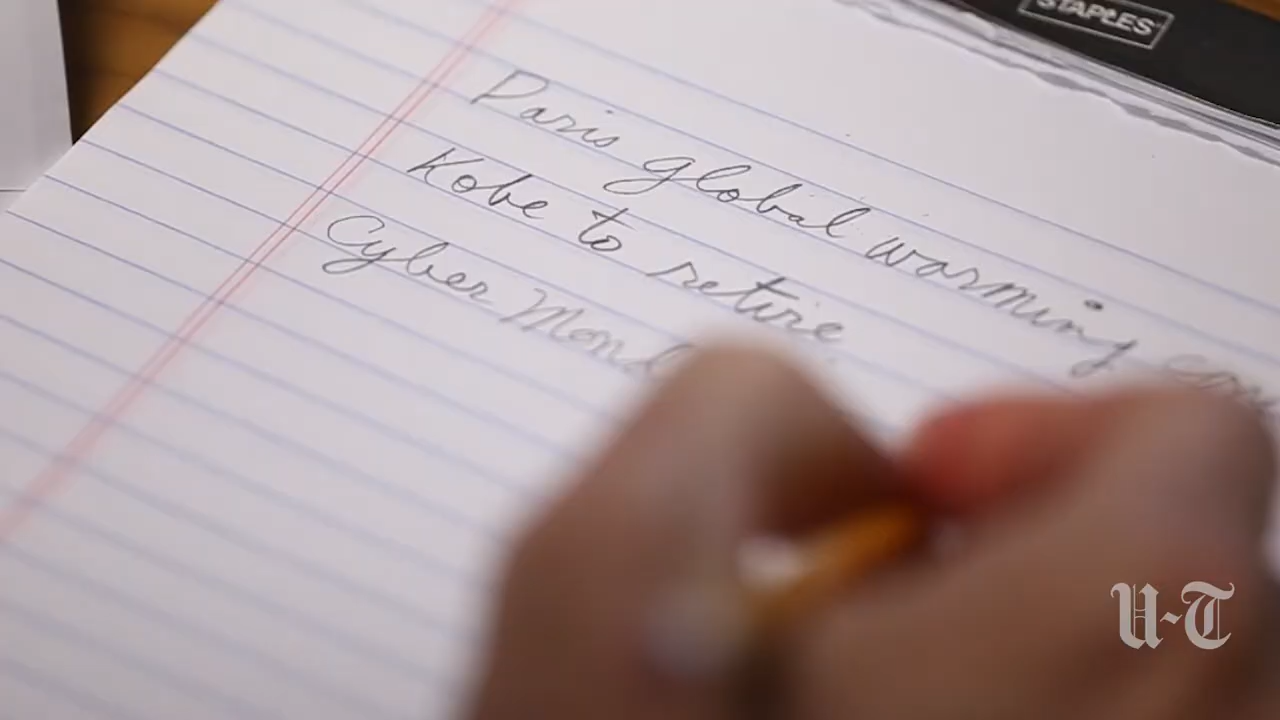 STAPLES
Paris global warming
Kobe to retire
Cyber
U-T